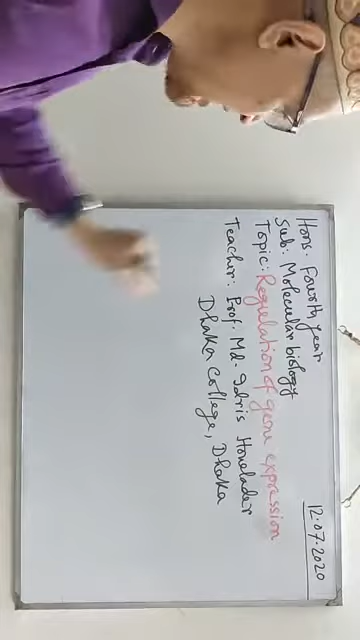 12.07.2020
Hons. Fourth year
Sub: Molecular biology
Topic: Regulation of gene expression
Teacher: Prof. Md. Idris Howlader
Dhaka College, Dhaka